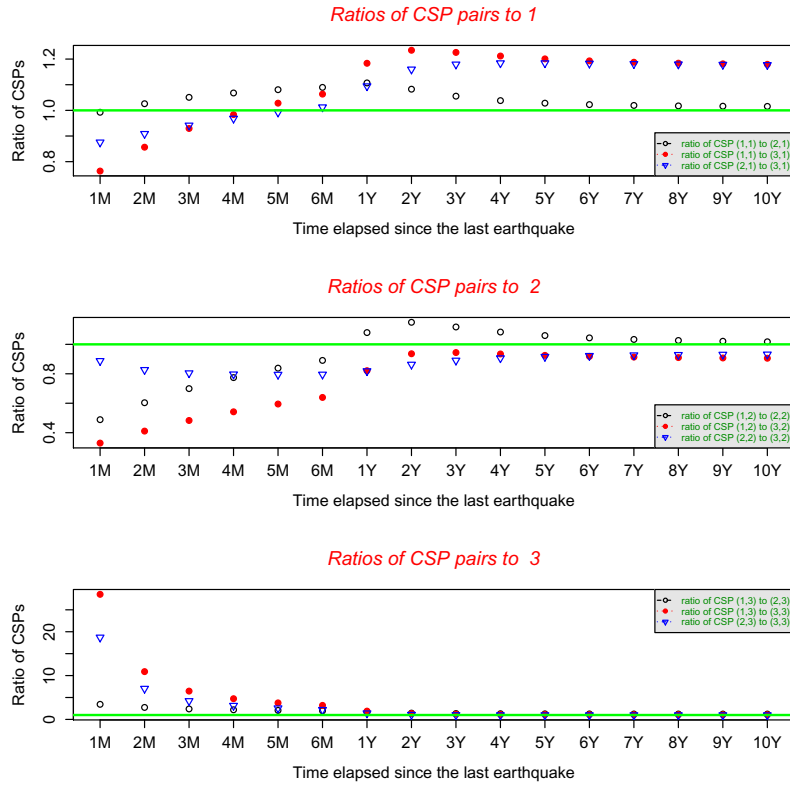 Ratios of CSP pairs to 1
Ratio of CSPs
0.8 1.0 1.2
ratio of CSP (1,1) to (2,1)
ratio of CSP (1,1) to (3,1)
ratio of CSP (2,1) to (3,1)
1M 2M 3M 4M 5M 6M 1Y 2Y 3Y 4Y 5Y 6Y 7Y 8Y 9Y 10Y
Time elapsed since the last earthquake
Ratios of CSP pairs to 2
Ratio of CSPs
0.4 0.8
ratio of CSP (1,2) to (2,2)
ratio of CSP (1,2) to (3,2)
ratio of CSP (2,2) to (3,2)
1M 2M 3M 4M 5M 6M 1Y 2Y 3Y 4Y 5Y 6Y 7Y 8Y 9Y 10Y
Time elapsed since the last earthquake
Ratios of CSP pairs to 3
Ratio of CSPs
0 10 20
ratio of CSP (1,3) to (2,3)
ratio of CSP (1,3) to (3,3)
ratio of CSP (2,3) to (3,3)
1M 2M 3M 4M 5M 6M 1Y 2Y 3Y 4Y 5Y 6Y 7Y 8Y 9Y 10Y
Time elapsed since the last earthquake